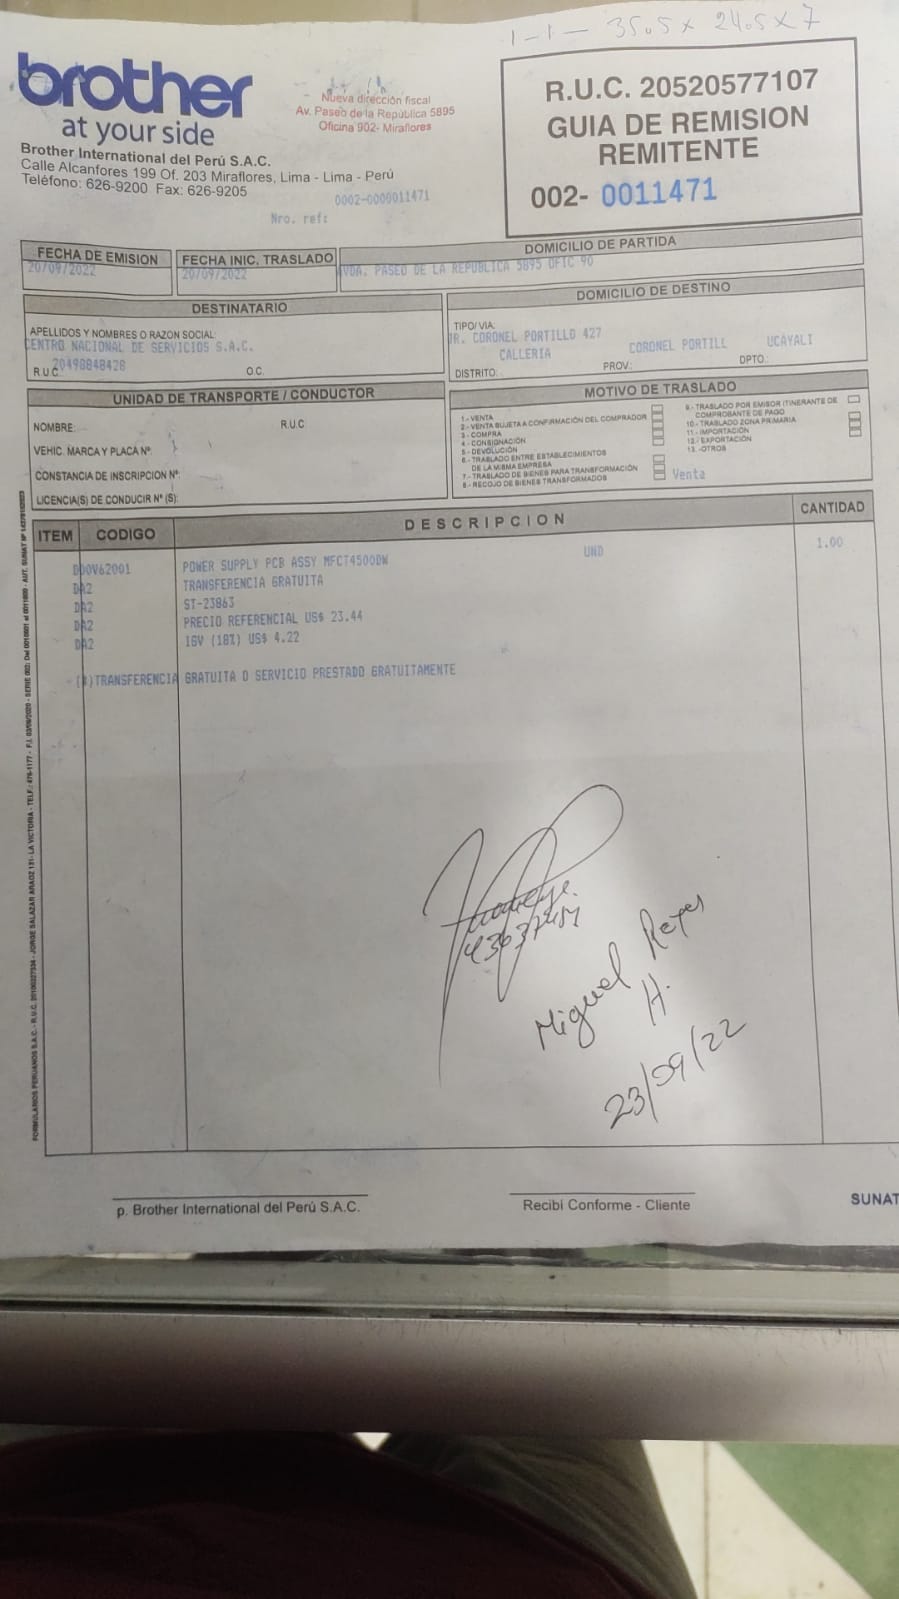 1 - 1 - 35.5 x 24.5 x 7
brother
at your side
Nueva dirección fiscal
Av. Paseo de la República 5895
Oficina 902- Miraflores
Brother International del Perú S.A.C.
Calle Alcanfores 199 Of. 203 Miraflores, Lima - Lima - Perú
Teléfono: 626-9200 Fax: 626-9205
0002-0000011471
Nro. ref:
R.U.C. 20520577107
GUIA DE REMISION
REMITENTE
002- 0011471
FECHA DE EMISION
20/09/2022
FECHA INIC. TRASLADO
20/09/2022
DOMICILIO DE PARTIDA
AVDA. PASEO DE LA REPUBLICA 5895 OFIC 90
DESTINATARIO
APELLIDOS Y NOMBRES O RAZON SOCIAL:
CENTRO NACIONAL DE SERVICIOS S.A.C.
R.U.C. 20498848428 O.C.
DOMICILIO DE DESTINO
TIPO/ VIA:
JR. CORONEL PORTILLO 427
CALLERIA CORONEL PORTILL UCAYALI
DISTRITO: PROV.: DPTO.:
UNIDAD DE TRANSPORTE / CONDUCTOR
NOMBRE: R.U.C
VEHIC. MARCA Y PLACA Nº:
CONSTANCIA DE INSCRIPCION Nº:
LICENCIA(S) DE CONDUCIR Nº (S):
MOTIVO DE TRASLADO
1.- VENTA
2.- VENTA SUJETA A CONFIRMACIÓN DEL COMPRADOR
3.- COMPRA
4.- CONSIGNACIÓN
5.- DEVOLUCIÓN
6.- TRASLADO ENTRE ESTABLECIMIENTOS
DE LA MISMA EMPRESA
7.- TRASLADO DE BIENES PARA TRANSFORMACIÓN
8.- RECOJO DE BIENES TRANSFORMADOS
9.- TRASLADO POR EMISOR ITINERANTE DE
COMPROBANTE DE PAGO
10.- TRASLADO ZONA PRIMARIA
11.- IMPORTACIÓN
12.- EXPORTACIÓN
13.- OTROS
Venta
ITEM CODIGO DESCRIPCION CANTIDAD
D00V62001 POWER SUPPLY PCB ASSY MFCT4500DW UND 1.00
DA2 TRANSFERENCIA GRATUITA
DA2 ST-23863
DA2 PRECIO REFERENCIAL US$ 23.44
DA2 IGV (18%) US$ 4.22
(*)TRANSFERENCIA GRATUITA O SERVICIO PRESTADO GRATUITAMENTE
Miguel Reyes
H.
23/09/22
p. Brother International del Perú S.A.C.
Recibí Conforme - Cliente
SUNAT